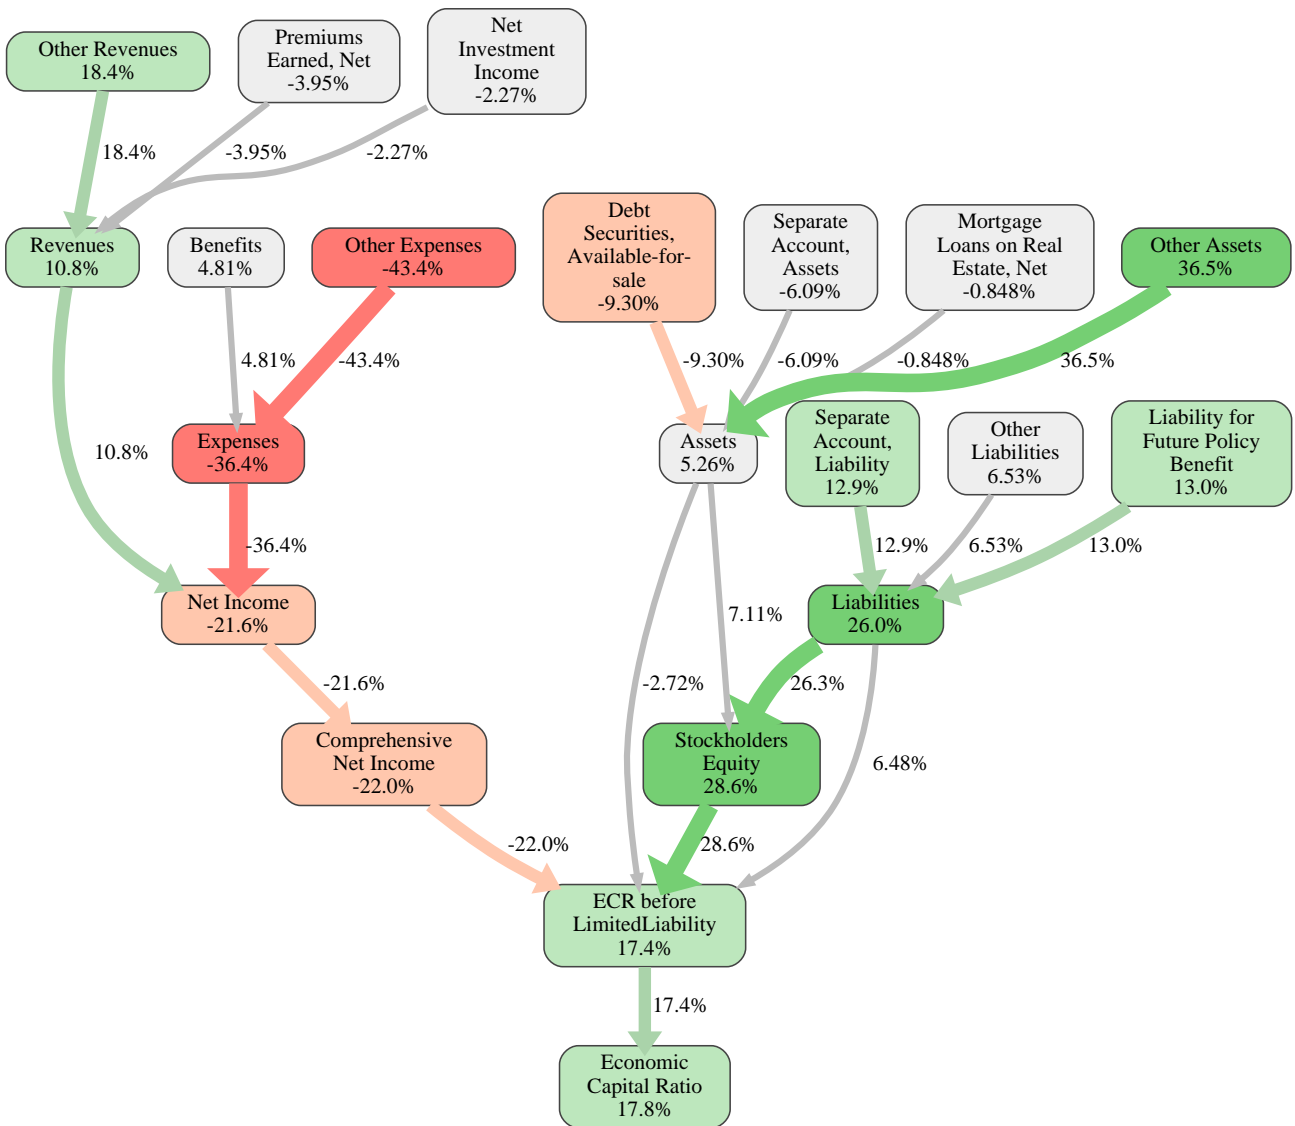 Other Revenues
18.4%
Premiums
Earned, Net
-3.95%
Net
Investment
Income
-2.27%
18.4%
-3.95%
-2.27%
Revenues
10.8%
Benefits
4.81%
Other Expenses
-43.4%
Debt
Securities,
Available-for-
sale
-9.30%
Separate
Account,
Assets
-6.09%
Mortgage
Loans on Real
Estate, Net
-0.848%
Other Assets
36.5%
4.81%
-43.4%
-9.30%
-6.09%
-0.848%
36.5%
10.8%
Expenses
-36.4%
Assets
5.26%
Separate
Account,
Liability
12.9%
Other
Liabilities
6.53%
Liability for
Future Policy
Benefit
13.0%
-36.4%
12.9%
6.53%
13.0%
Net Income
-21.6%
7.11%
Liabilities
26.0%
-21.6%
-2.72%
26.3%
Comprehensive
Net Income
-22.0%
Stockholders
Equity
28.6%
6.48%
-22.0%
28.6%
ECR before
LimitedLiability
17.4%
17.4%
Economic
Capital Ratio
17.8%